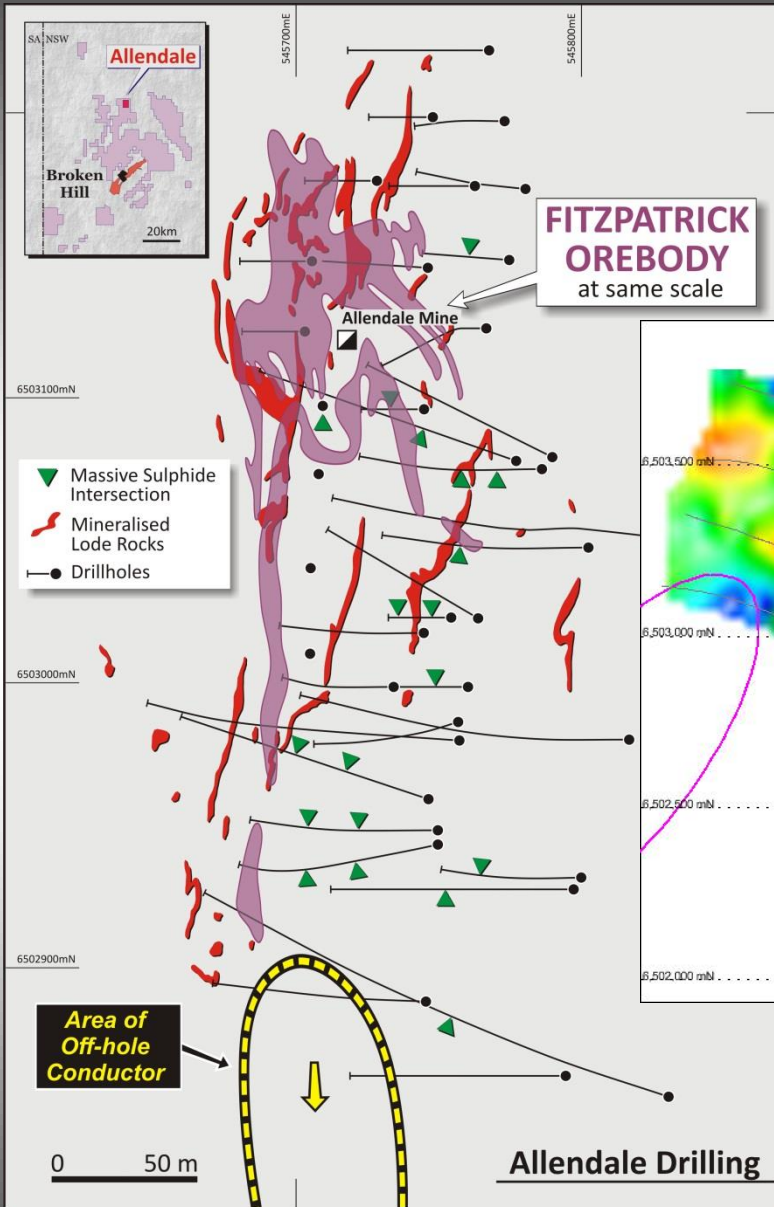 SA NSW
Allendale
Broken
Hill
20km
545700mE
545800mE
FITZPATRICK
OREBODY
at same scale
Allendale Mine
6503100mN
Massive Sulphide
Intersection
Mineralised
Lode Rocks
Drillholes
6,503,500 mN
6,503,000 mN
6,502,500 mN
6,502,000 mN
6503000mN
6502900mN
Area of
Off-hole
Conductor
0 50 m
Allendale Drilling